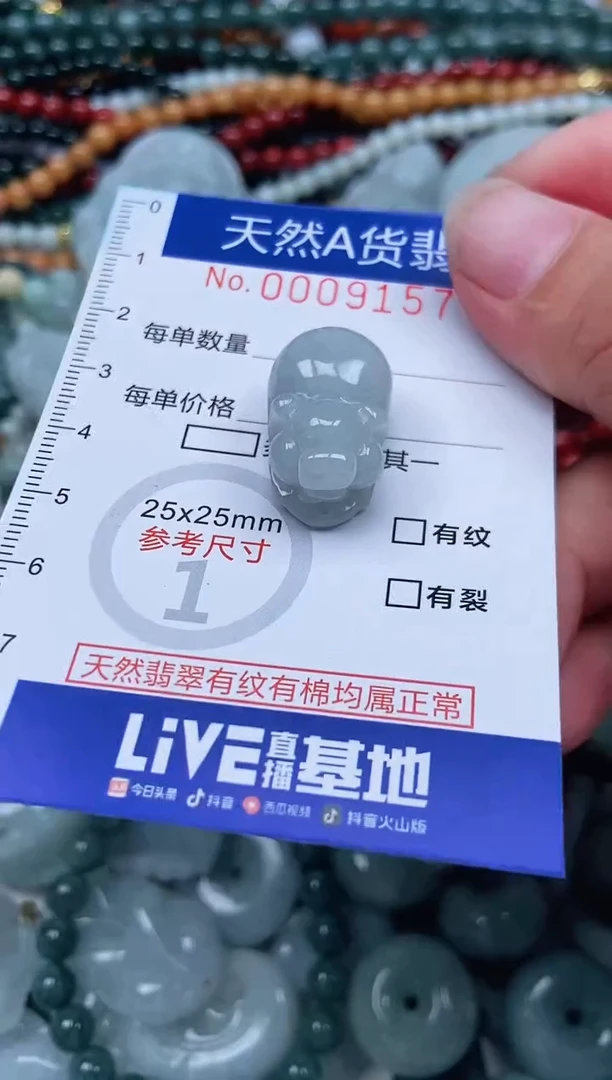 0
天然A货翡
1
No. 0009157
2
每单数量
3
每单价格
4
其一
25x25mm
5
有纹
参考尺寸
6
1
有裂
7
天然翡翠有纹有棉均属正常
LiVE直播基地
今日头条 抖音 西瓜视频 抖音火山版